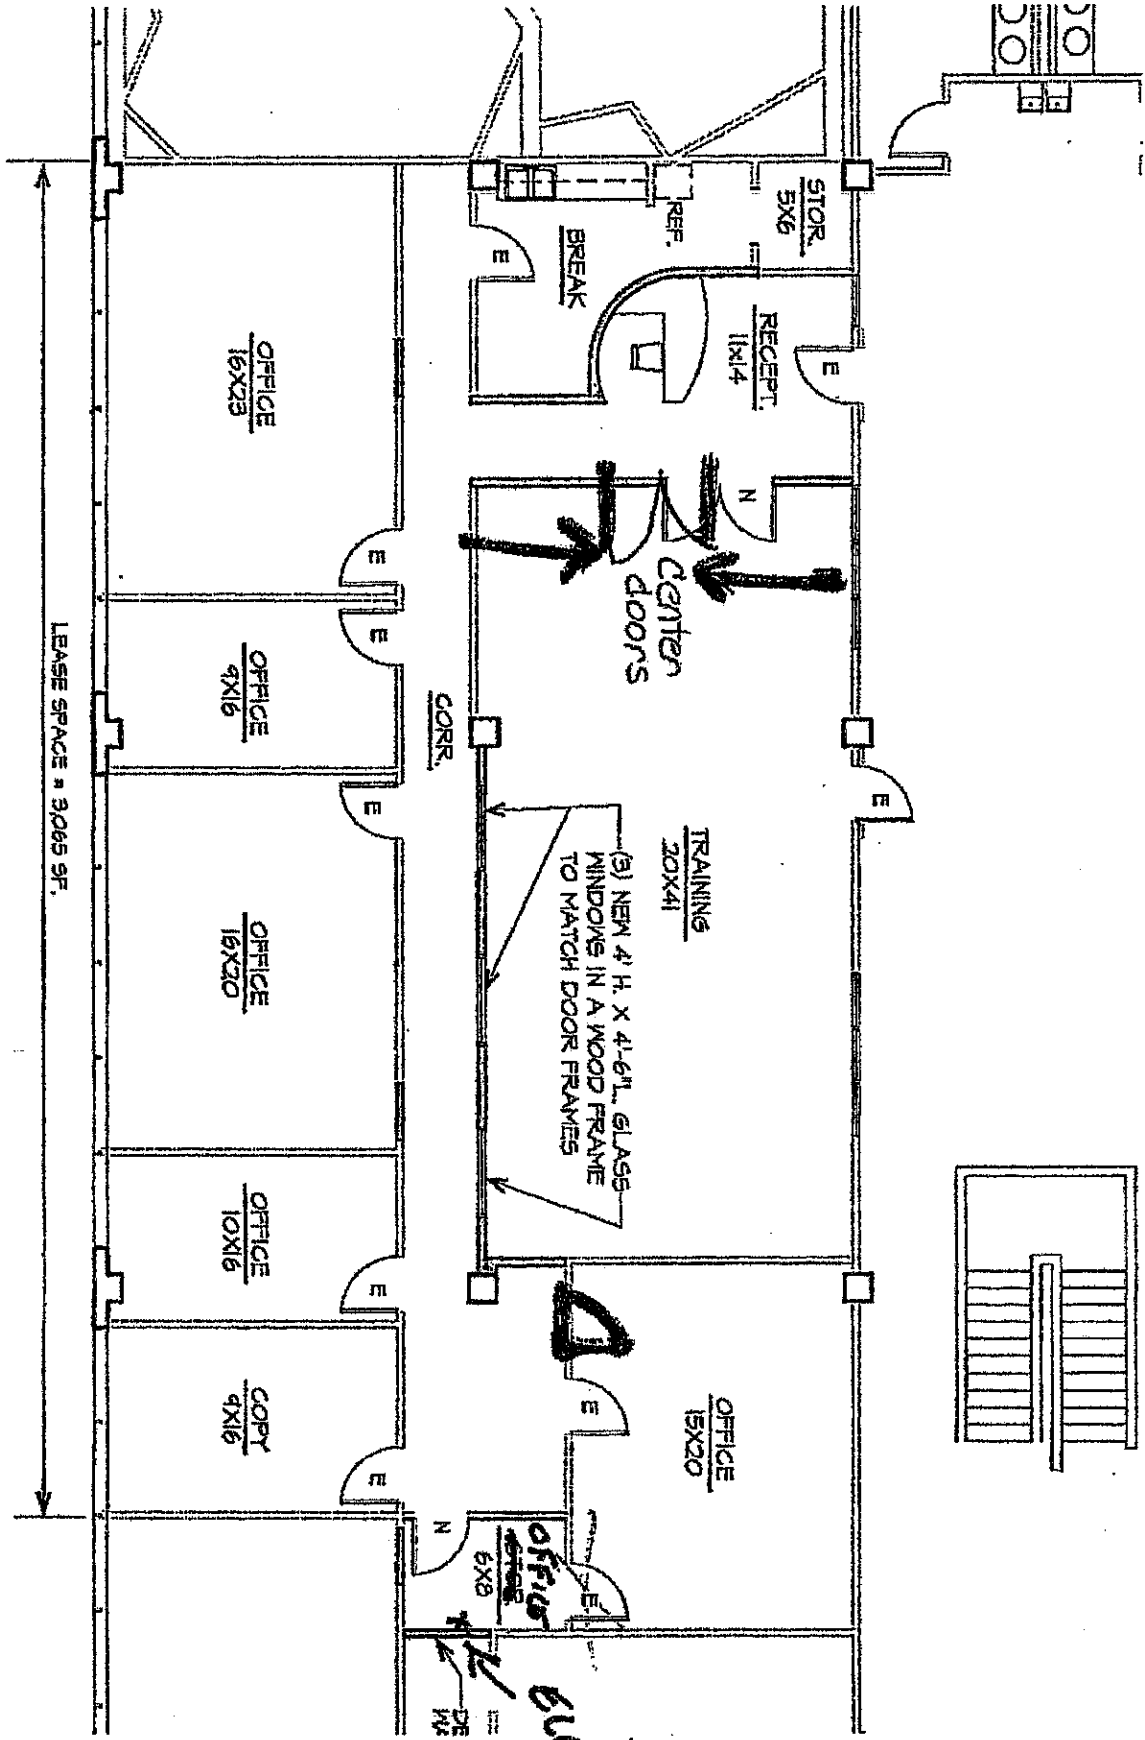 STOR.
5X6
REF.
BREAK
RECEPT.
11x14
E
E
N
OFFICE
16X23
Center
doors
E
E
OFFICE
9X16
CORR.
E
E
TRAINING
20X41
(3) NEW 4' H. X 4'-6"L. GLASS
WINDOWS IN A WOOD FRAME
TO MATCH DOOR FRAMES
LEASE SPACE = 3,065 SF.
OFFICE
16X20
OFFICE
10X16
E
OFFICE
15X20
E
COPY
9X16
E
N
OFFICE
STOR.
6X8
E
DE